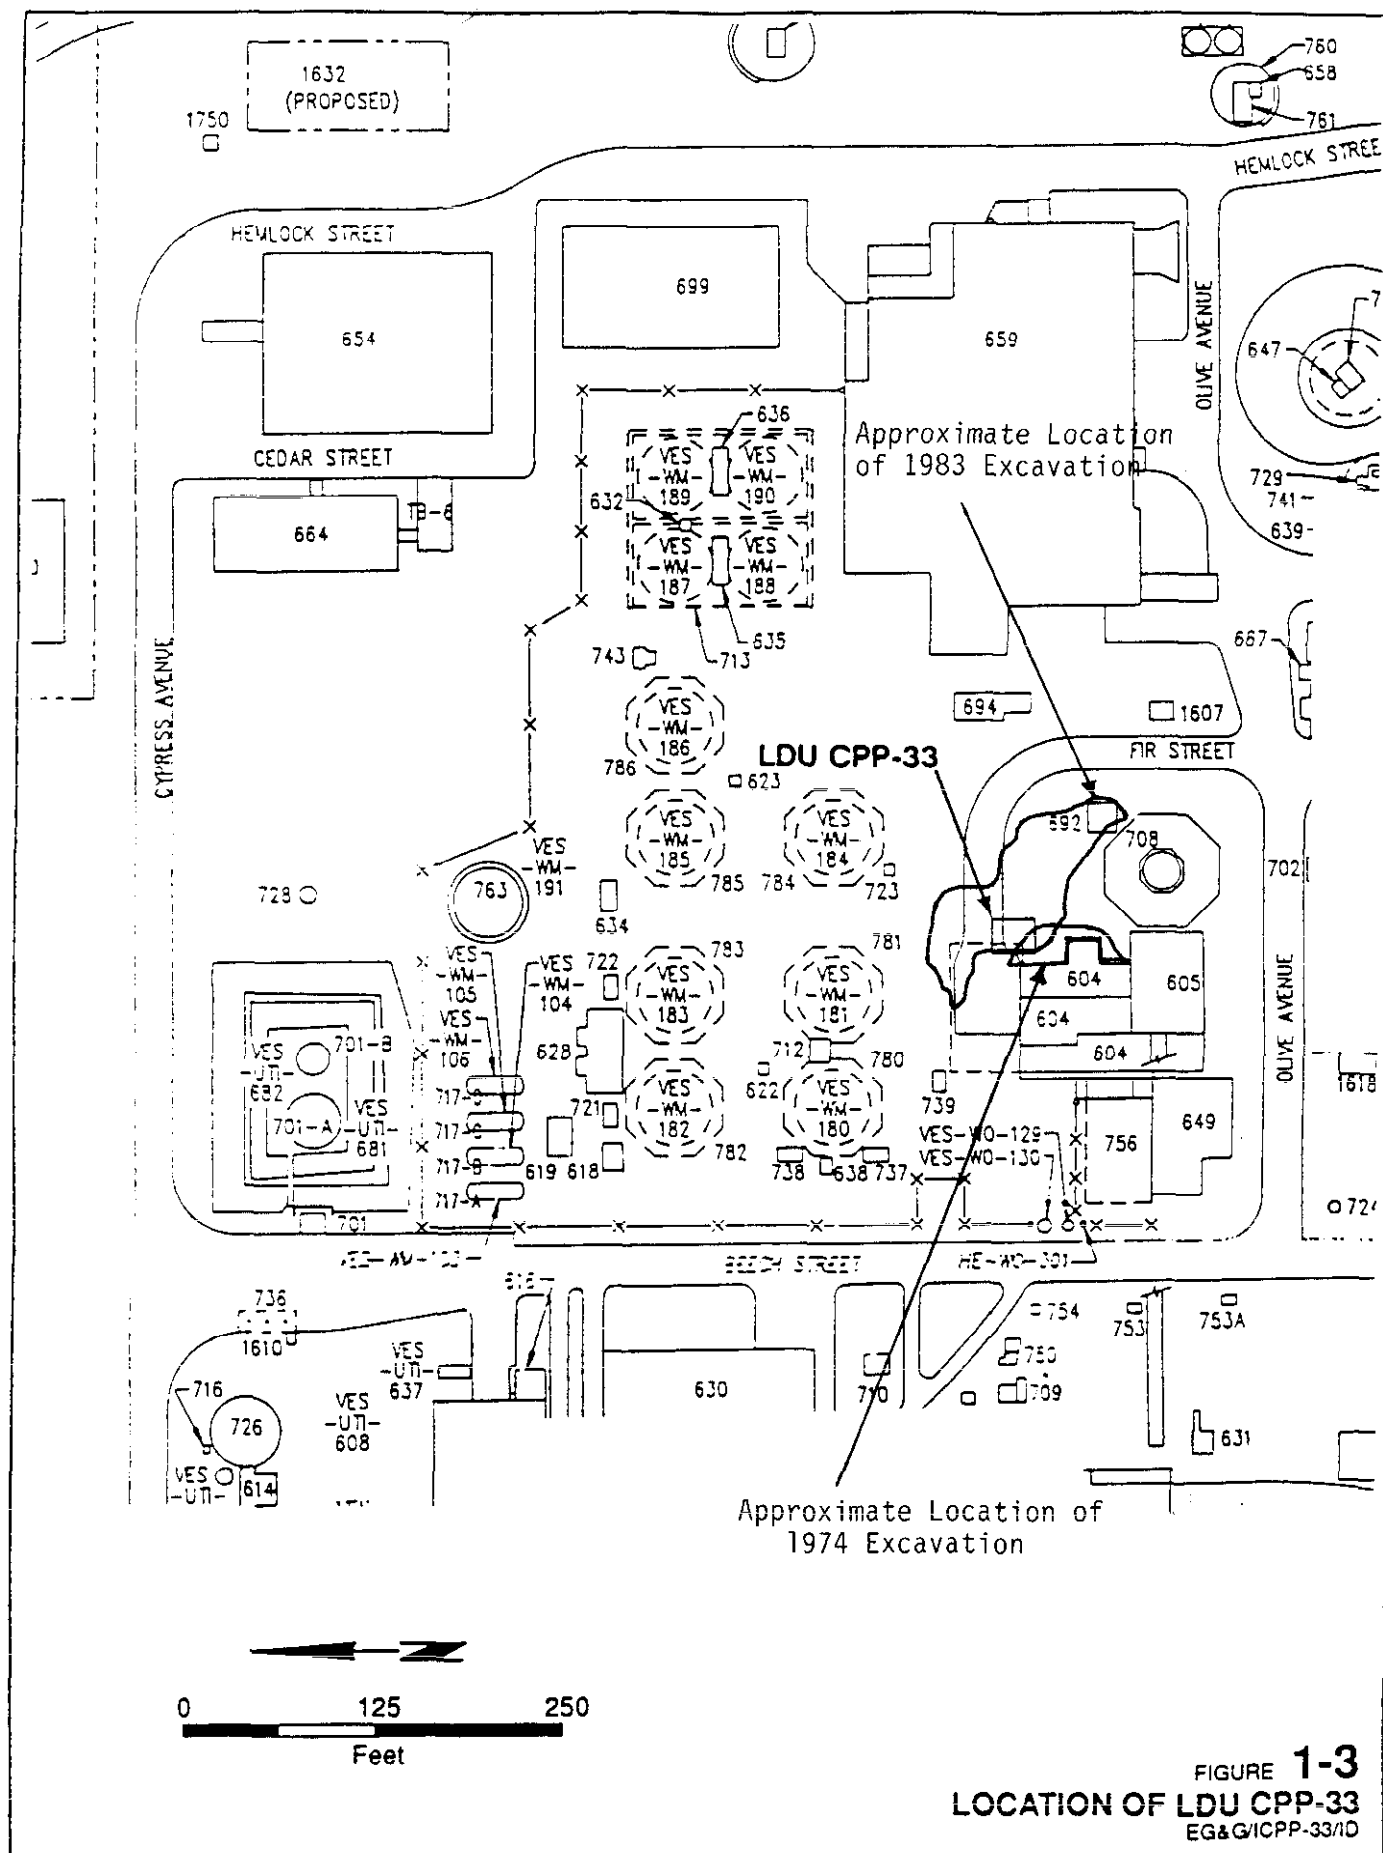 1632
(PROPOSED)
1750
760
658
761
HEMLOCK STREE
HEMLOCK STREET
699
654
659
OLIVE AVENUE
647
7
636
Approximate Location
of 1983 Excavation
CEDAR STREET
VES
-WM-
189
VES
-WM-
190
729
741
639
632
664
TB-6
VES
-WM-
187
VES
-WM-
188
635
713
743
667
CYPRESS AVENUE
VES
-WM-
186
786
694
1607
FIR STREET
LDU CPP-33
623
692
708
VES
-WM-
185
785
VES
-WM-
184
784
723
702
VES
-WM-
191
763
728
634
783
781
VES
-WM-
105
VES
-WM-
104
722
VES
-WM-
183
VES
-WM-
181
604
605
604
604
VES
-WM-
106
628
712
780
OLIVE AVENUE
701-B
VES
-UTI-
682
622
739
1618
701-A
VES
-UTI-
681
717-D
717-C
717-B
717-A
721
619
618
VES
-WM-
182
782
VES
-WM-
180
738
638
737
VES-WO-129
VES-WO-130
756
649
701
724
BEECH STREET
HE-WO-301
736
1610
754
753
753A
VES
-UTI-
637
750
709
710
630
716
726
VES
-UTI-
608
631
VES
-UTI-
614
Approximate Location of
1974 Excavation
N
0 125 250
Feet
FIGURE 1-3
LOCATION OF LDU CPP-33
EG&G/ICPP-33/ID